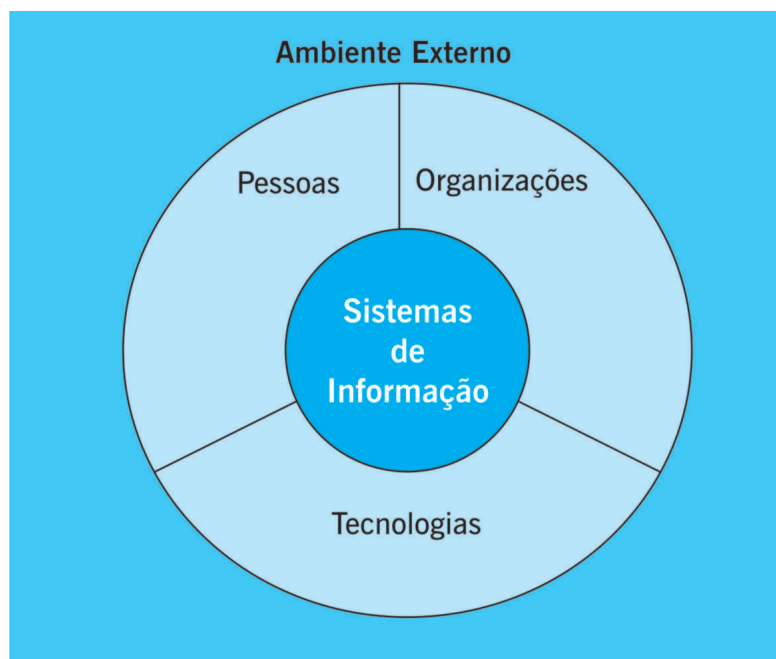 Ambiente Externo
Pessoas
Organizações
Sistemas
de
Informação
Tecnologias